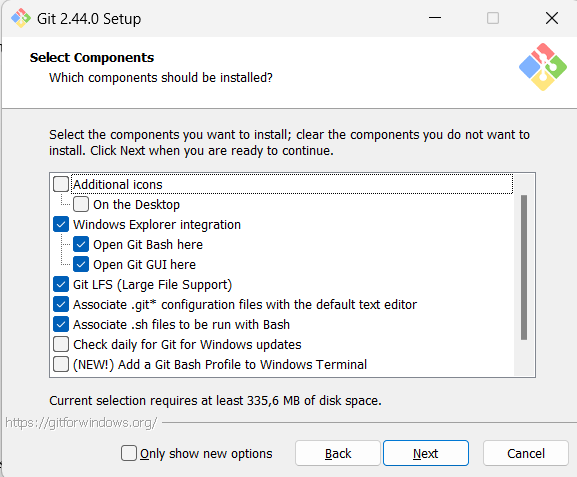 Git 2.44.0 Setup
Select Components
Which components should be installed?
Select the components you want to install; clear the components you do not want to
install. Click Next when you are ready to continue.
Additional icons
On the Desktop
Windows Explorer integration
Open Git Bash here
Open Git GUI here
Git LFS (Large File Support)
Associate .git* configuration files with the default text editor
Associate .sh files to be run with Bash
Check daily for Git for Windows updates
(NEW!) Add a Git Bash Profile to Windows Terminal
Current selection requires at least 335,6 MB of disk space.
https://gitforwindows.org/
Only show new options
Back
Next
Cancel